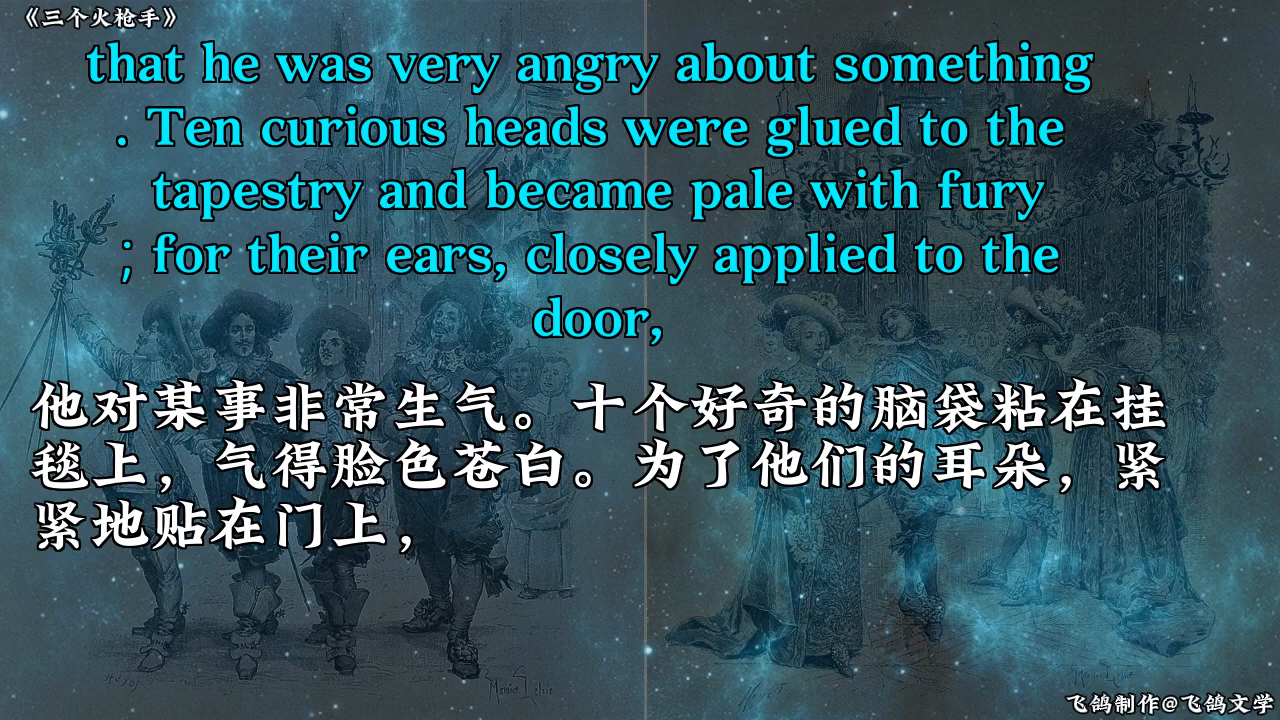 《三个火枪手》
that he was very angry about something
. Ten curious heads were glued to the
tapestry and became pale with fury
; for their ears, closely applied to the
door,
他对某事非常生气。十个好奇的脑袋粘在挂
毯上，气得脸色苍白。为了他们的耳朵，紧
紧地贴在门上，
飞鸽制作@飞鸽文学